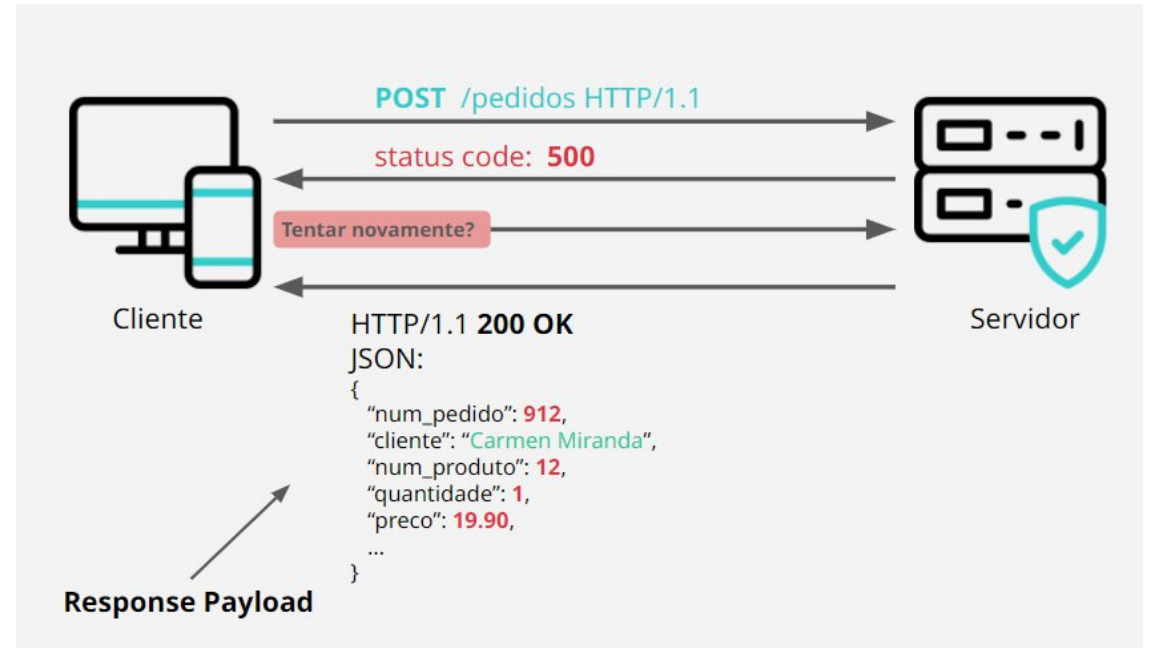 POST /pedidos HTTP/1.1
status code: 500
Tentar novamente?
Cliente
Servidor
HTTP/1.1 200 OK
JSON:
{
“num_pedido”: 912,
“cliente”: “Carmen Miranda”,
“num_produto”: 12,
“quantidade”: 1,
“preco”: 19.90,
...
}
Response Payload